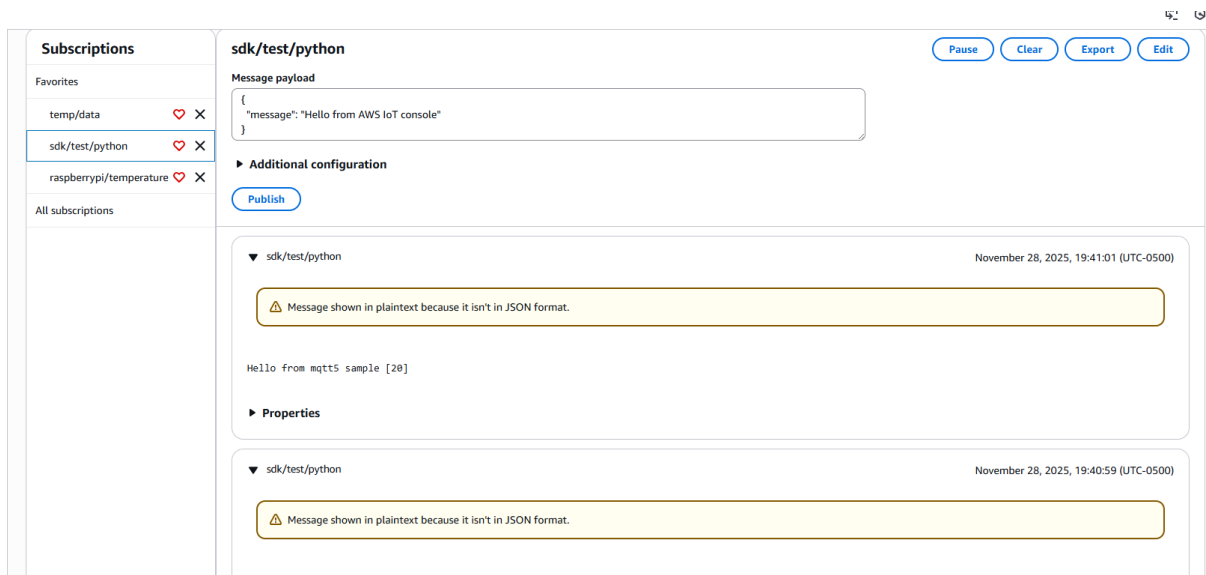 Subscriptions
Favorites
temp/data
sdk/test/python
raspberrypi/temperature
All subscriptions
sdk/test/python
Pause
Clear
Export
Edit
Message payload
{
"message": "Hello from AWS IoT console"
}
Additional configuration
Publish
sdk/test/python
November 28, 2025, 19:41:01 (UTC-0500)
Message shown in plaintext because it isn't in JSON format.
Hello from mqtt5 sample [20]
Properties
sdk/test/python
November 28, 2025, 19:40:59 (UTC-0500)
Message shown in plaintext because it isn't in JSON format.